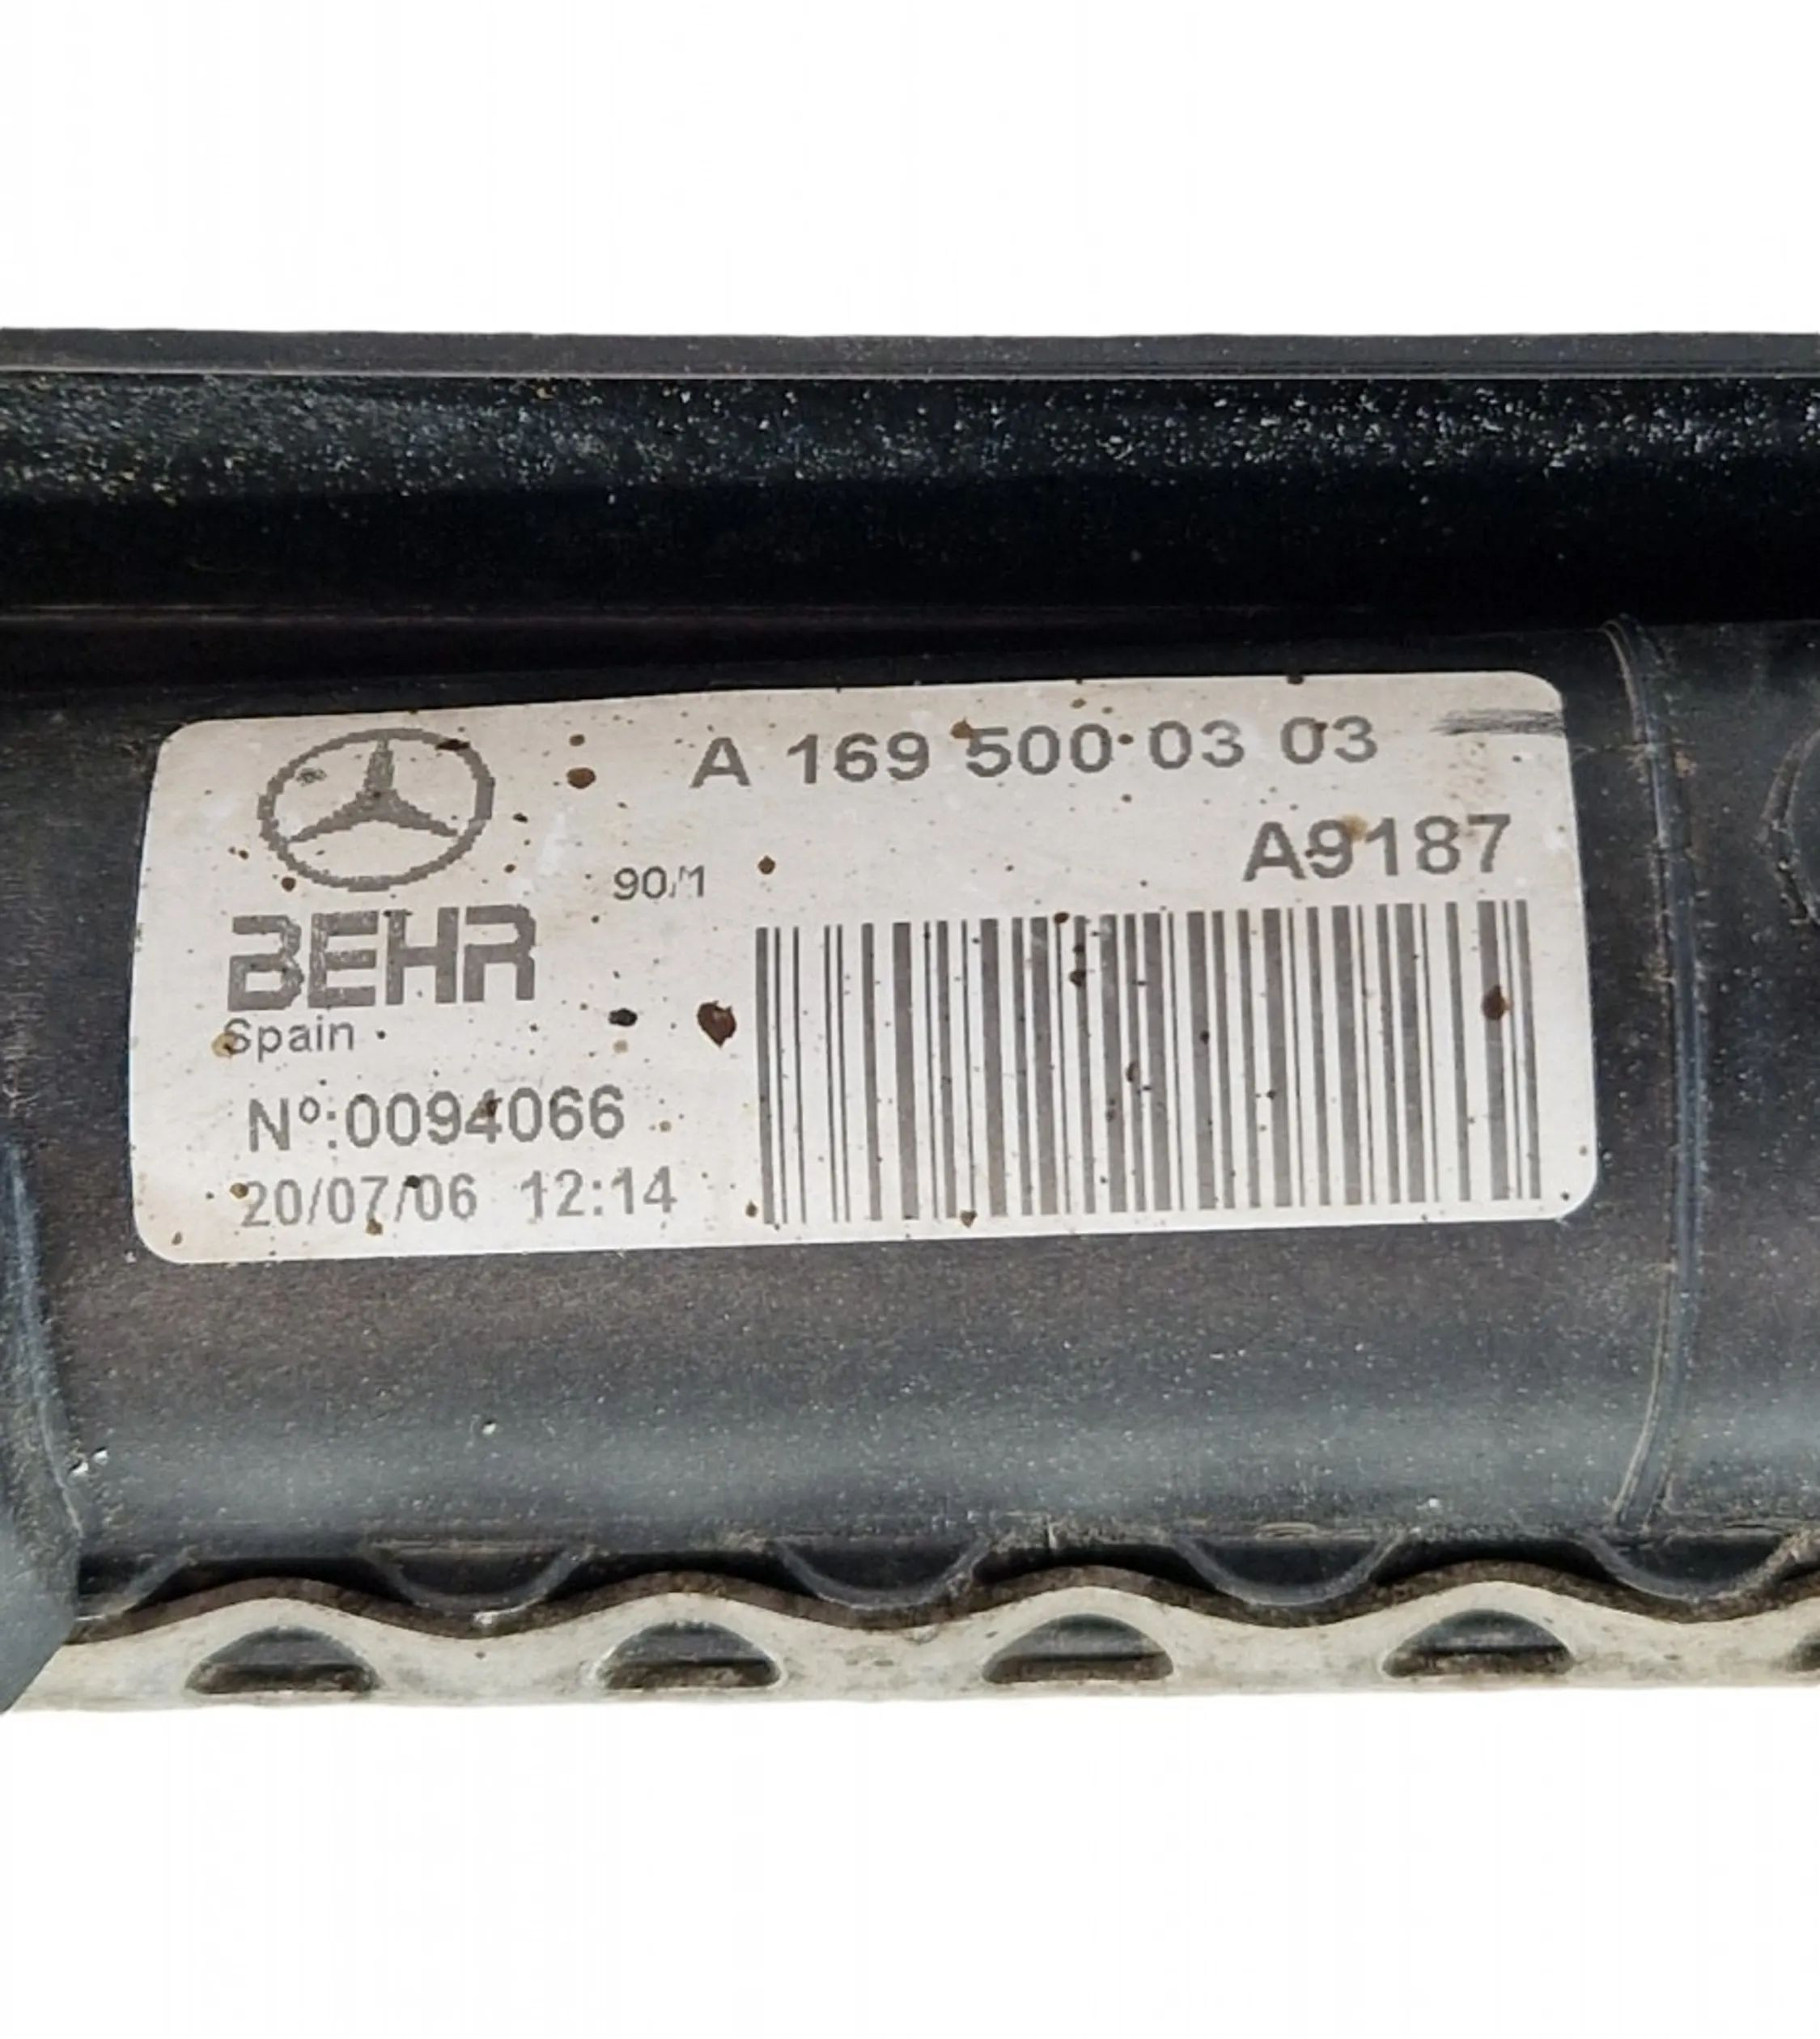 A 169 500 03 03
A9187
90/1
BEHR
Spain
Nº:0094066
20/07/06 12:14